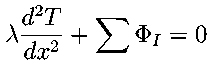 λ d²T/dx² + ∑ Φ_I = 0